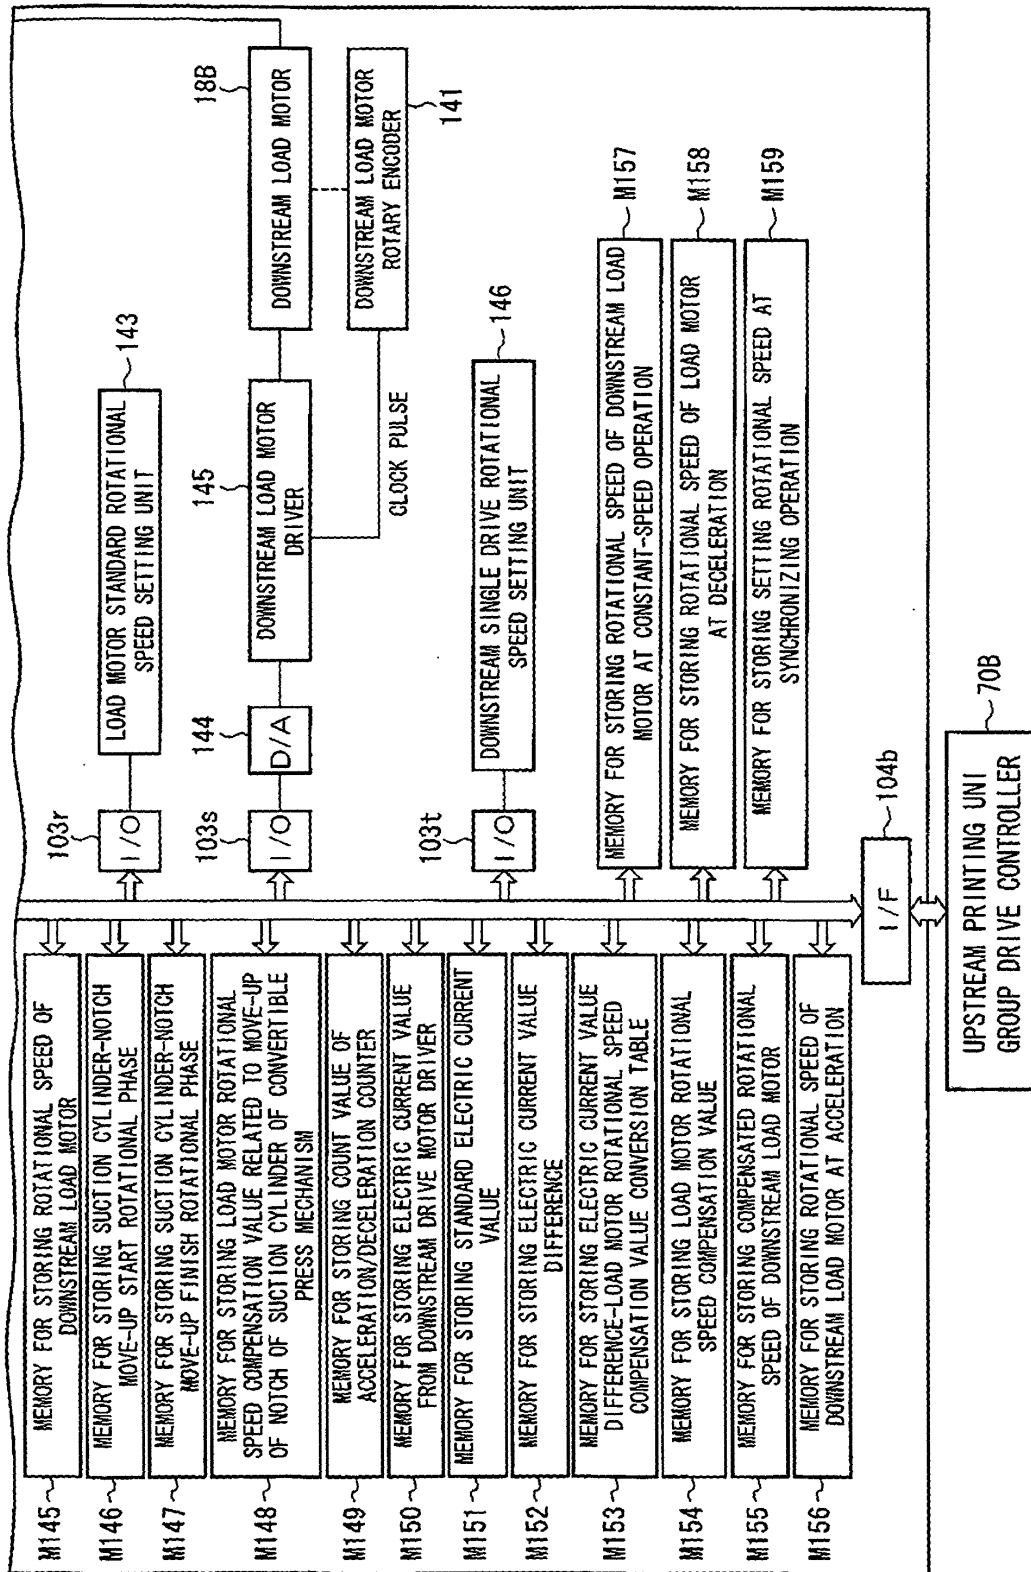 M145
MEMORY FOR STORING ROTATIONAL SPEED OF
DOWNSTREAM LOAD MOTOR
M146
MEMORY FOR STORING SUCTION CYLINDER-NOTCH
MOVE-UP START ROTATIONAL PHASE
M147
MEMORY FOR STORING SUCTION CYLINDER-NOTCH
MOVE-UP FINISH ROTATIONAL PHASE
M148
MEMORY FOR STORING LOAD MOTOR ROTATIONAL
SPEED COMPENSATION VALUE RELATED TO MOVE-UP
OF NOTCH OF SUCTION CYLINDER OF CONVERTIBLE
PRESS MECHANISM
M149
MEMORY FOR STORING COUNT VALUE OF
ACCELERATION/DECELERATION COUNTER
M150
MEMORY FOR STORING ELECTRIC CURRENT VALUE
FROM DOWNSTREAM DRIVE MOTOR DRIVER
M151
MEMORY FOR STORING STANDARD ELECTRIC CURRENT
VALUE
M152
MEMORY FOR STORING ELECTRIC CURRENT VALUE
DIFFERENCE
M153
MEMORY FOR STORING ELECTRIC CURRENT VALUE
DIFFERENCE-LOAD MOTOR ROTATIONAL SPEED
COMPENSATION VALUE CONVERSION TABLE
M154
MEMORY FOR STORING LOAD MOTOR ROTATIONAL
SPEED COMPENSATION VALUE
M155
MEMORY FOR STORING COMPENSATED ROTATIONAL
SPEED OF DOWNSTREAM LOAD MOTOR
M156
MEMORY FOR STORING ROTATIONAL SPEED OF
DOWNSTREAM LOAD MOTOR AT ACCELERATION
103r
I/O
LOAD MOTOR STANDARD ROTATIONAL
SPEED SETTING UNIT
143
103s
I/O
144
D/A
145
DOWNSTREAM LOAD MOTOR
DRIVER
18B
DOWNSTREAM LOAD MOTOR
DOWNSTREAM LOAD MOTOR
ROTARY ENCODER
141
CLOCK PULSE
103t
I/O
DOWNSTREAM SINGLE DRIVE ROTATIONAL
SPEED SETTING UNIT
146
MEMORY FOR STORING ROTATIONAL SPEED OF DOWNSTREAM LOAD
MOTOR AT CONSTANT-SPEED OPERATION
M157
MEMORY FOR STORING ROTATIONAL SPEED OF LOAD MOTOR
AT DECELERATION
M158
MEMORY FOR STORING SETTING ROTATIONAL SPEED AT
SYNCHRONIZING OPERATION
M159
I/F
104b
UPSTREAM PRINTING UNI
GROUP DRIVE CONTROLLER
70B